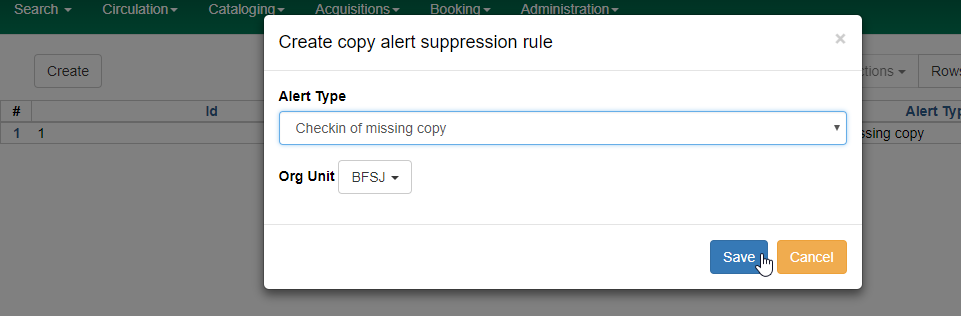 Search Circulation Cataloging Acquisitions Booking Administration
Create copy alert suppression rule ×
Create
Alert Type
Rows
# Id Alert Typ
Checkin of missing copy
1 1 ssing copy
Org Unit BFSJ
Save Cancel